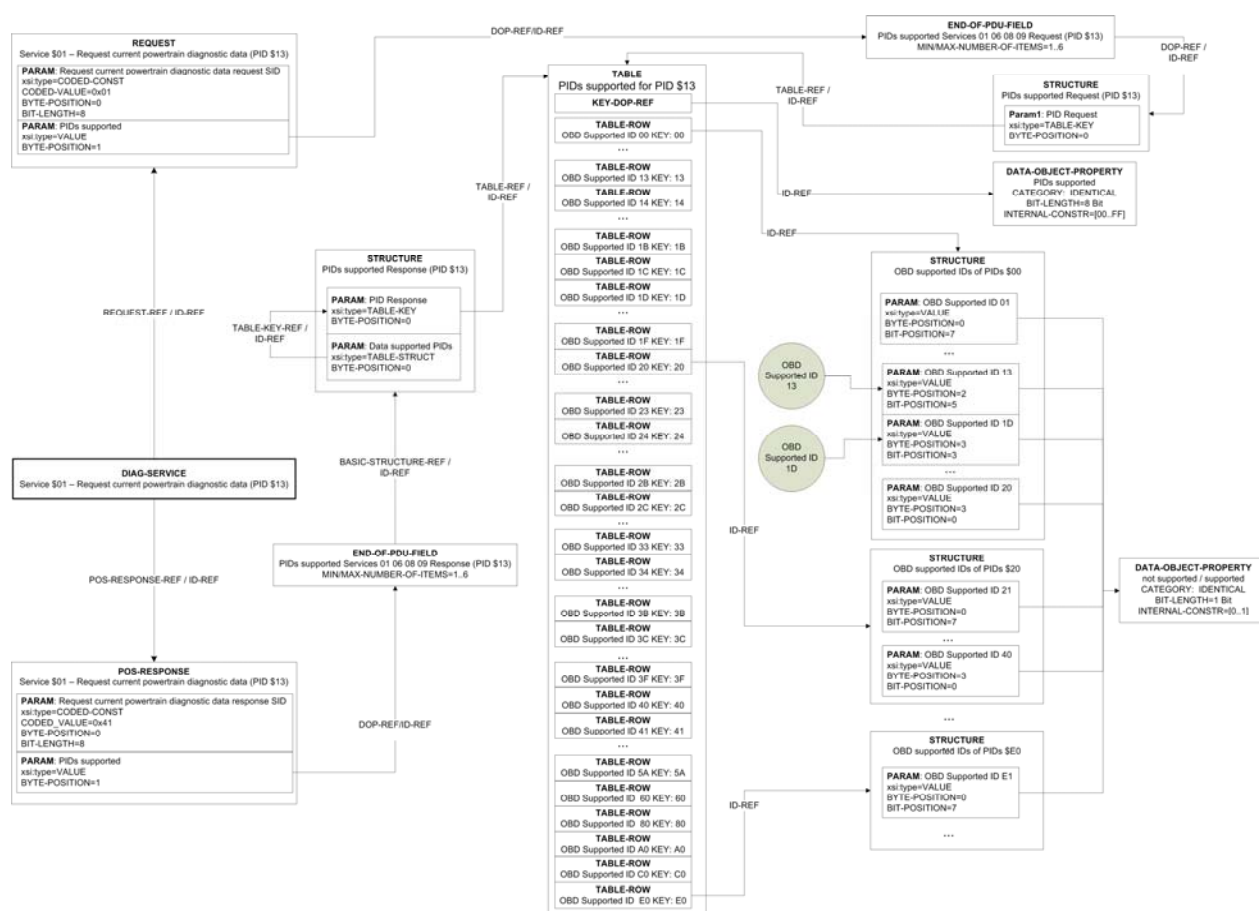 REQUEST
Service $01 – Request current powertrain diagnostic data (PID $13)
PARAM: Request current powertrain diagnostic data request SID
xsi:type=CODED-CONST
CODED-VALUE=0x01
BYTE-POSITION=0
BIT-LENGTH=8
PARAM: PIDs supported
xsi:type=VALUE
BYTE-POSITION=1
DOP-REF/ID-REF
END-OF-PDU-FIELD
PIDs supported Services 01 06 08 09 Request (PID $13)
MIN/MAX-NUMBER-OF-ITEMS=1..6
DOP-REF /
ID-REF
STRUCTURE
PIDs supported Request (PID $13)
Param1: PID Request
xsi:type=TABLE-KEY
BYTE-POSITION=0
TABLE-REF /
ID-REF
DATA-OBJECT-PROPERTY
PIDs supported
CATEGORY: IDENTICAL
BIT-LENGTH=8 Bit
INTERNAL-CONSTR=[00..FF]
ID-REF
ID-REF
TABLE
PIDs supported for PID $13
KEY-DOP-REF
TABLE-ROW
OBD Supported ID 00 KEY: 00
...
TABLE-ROW
OBD Supported ID 13 KEY: 13
TABLE-ROW
OBD Supported ID 14 KEY: 14
...
TABLE-ROW
OBD Supported ID 1B KEY: 1B
TABLE-ROW
OBD Supported ID 1C KEY: 1C
TABLE-ROW
OBD Supported ID 1D KEY: 1D
...
TABLE-ROW
OBD Supported ID 1F KEY: 1F
TABLE-ROW
OBD Supported ID 20 KEY: 20
...
TABLE-ROW
OBD Supported ID 23 KEY: 23
TABLE-ROW
OBD Supported ID 24 KEY: 24
...
TABLE-ROW
OBD Supported ID 2B KEY: 2B
TABLE-ROW
OBD Supported ID 2C KEY: 2C
...
TABLE-ROW
OBD Supported ID 33 KEY: 33
TABLE-ROW
OBD Supported ID 34 KEY: 34
...
TABLE-ROW
OBD Supported ID 3B KEY: 3B
TABLE-ROW
OBD Supported ID 3C KEY: 3C
...
TABLE-ROW
OBD Supported ID 3F KEY: 3F
TABLE-ROW
OBD Supported ID 40 KEY: 40
TABLE-ROW
OBD Supported ID 41 KEY: 41
...
TABLE-ROW
OBD Supported ID 5A KEY: 5A
TABLE-ROW
OBD Supported ID 60 KEY: 60
TABLE-ROW
OBD Supported ID 80 KEY: 80
TABLE-ROW
OBD Supported ID A0 KEY: A0
TABLE-ROW
OBD Supported ID C0 KEY: C0
TABLE-ROW
OBD Supported ID E0 KEY: E0
TABLE-REF /
ID-REF
STRUCTURE
PIDs supported Response (PID $13)
PARAM: PID Response
xsi:type=TABLE-KEY
BYTE-POSITION=0
PARAM: Data supported PIDs
xsi:type=TABLE-STRUCT
BYTE-POSITION=0
TABLE-KEY-REF /
ID-REF
REQUEST-REF / ID-REF
DIAG-SERVICE
Service $01 – Request current powertrain diagnostic data (PID $13)
BASIC-STRUCTURE-REF /
ID-REF
END-OF-PDU-FIELD
PIDs supported Services 01 06 08 09 Response (PID $13)
MIN/MAX-NUMBER-OF-ITEMS=1..6
POS-RESPONSE-REF / ID-REF
POS-RESPONSE
Service $01 – Request current powertrain diagnostic data (PID $13)
PARAM: Request current powertrain diagnostic data response SID
xsi:type=CODED-CONST
CODED_VALUE=0x41
BYTE-POSITION=0
BIT-LENGTH=8
PARAM: PIDs supported
xsi:type=VALUE
BYTE-POSITION=1
DOP-REF/ID-REF
STRUCTURE
OBD supported IDs of PIDs $00
PARAM: OBD Supported ID 01
xsi:type=VALUE
BYTE-POSITION=0
BIT-POSITION=7
...
PARAM: OBD Supported ID 13
xsi:type=VALUE
BYTE-POSITION=2
BIT-POSITION=5
PARAM: OBD Supported ID 1D
xsi:type=VALUE
BYTE-POSITION=3
BIT-POSITION=3
...
PARAM: OBD Supported ID 20
xsi:type=VALUE
BYTE-POSITION=3
BIT-POSITION=0
OBD
Supported ID
13
OBD
Supported ID
1D
ID-REF
STRUCTURE
OBD supported IDs of PIDs $20
PARAM: OBD Supported ID 21
xsi:type=VALUE
BYTE-POSITION=0
BIT-POSITION=7
...
PARAM: OBD Supported ID 40
xsi:type=VALUE
BYTE-POSITION=3
BIT-POSITION=0
...
DATA-OBJECT-PROPERTY
not supported / supported
CATEGORY: IDENTICAL
BIT-LENGTH=1 Bit
INTERNAL-CONSTR=[0..1]
ID-REF
STRUCTURE
OBD supported IDs of PIDs $E0
PARAM: OBD Supported ID E1
xsi:type=VALUE
BYTE-POSITION=0
BIT-POSITION=7
...